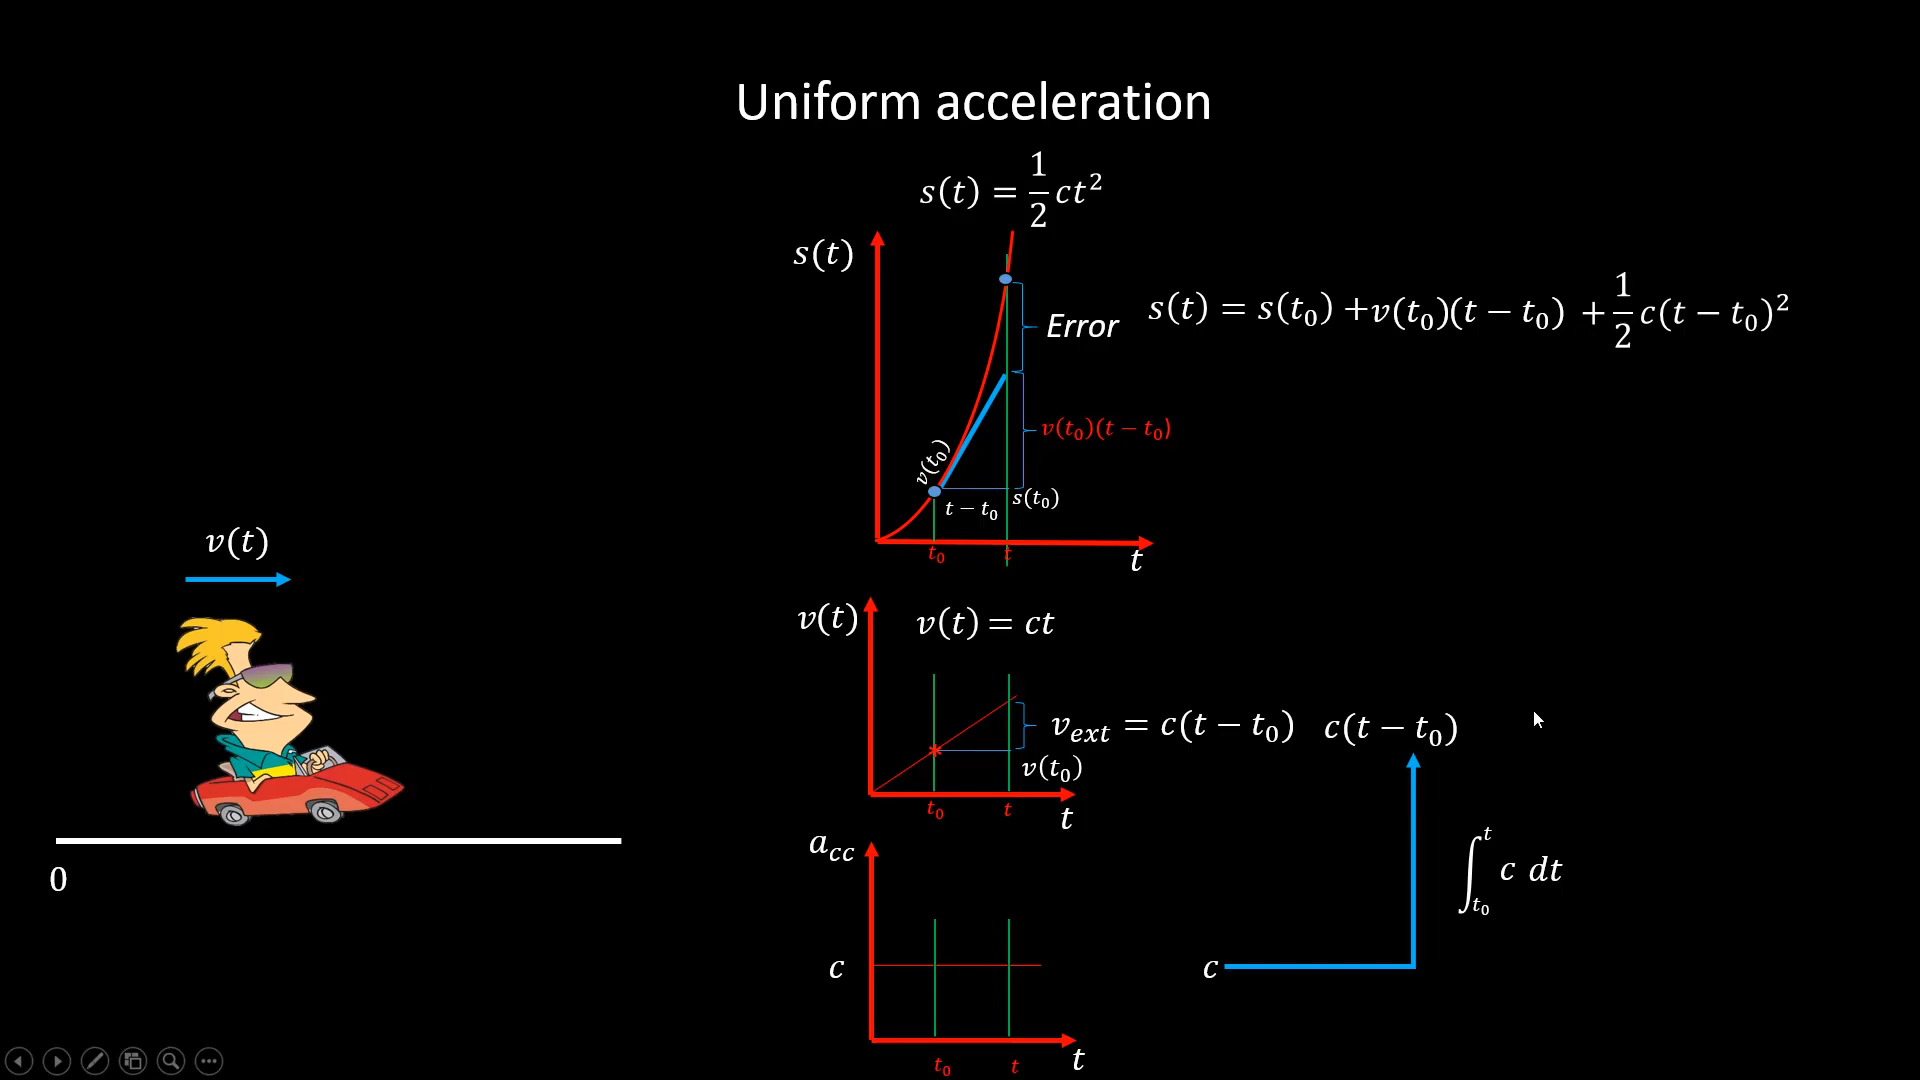 Uniform acceleration
s(t) = 1/2 ct²
s(t)
Error
s(t) = s(t₀) + v(t₀)(t − t₀) + 1/2 c(t − t₀)²
v(t₀)(t − t₀)
v(t₀)
t − t₀
s(t₀)
t₀
t
t
v(t)
v(t)
v(t) = ct
v_ext = c(t − t₀)
c(t − t₀)
v(t₀)
t₀
t
t
0
a_cc
∫_{t₀}^{t} c dt
c
c
t₀
t
t